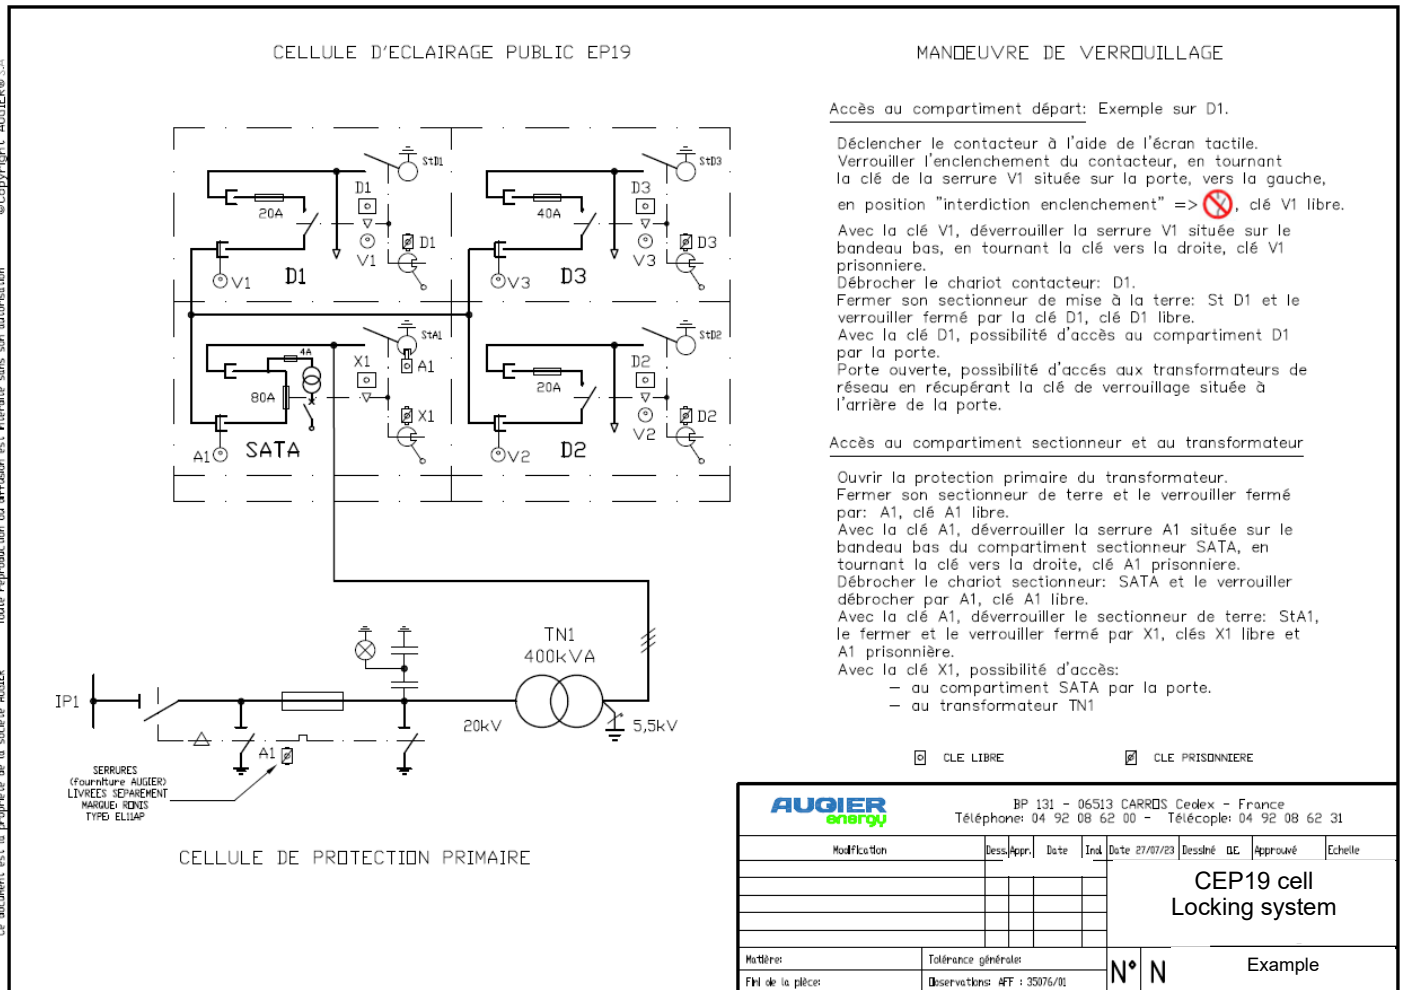 CELLULE D'ECLAIRAGE PUBLIC EP19
StD1
D1
20A
D1
V1
V1
D1
StD3
D3
40A
D3
V3
V3
D3
StA1
4A
X1
A1
80A
X1
A1
SATA
StD2
D2
20A
D2
V2
V2
D2
TN1
400kVA
IP1
20kV
5,5kV
A1
SERRURES
(fourniture AUGIER)
LIVREES SEPAREMENT
MARQUE: RONIS
TYPE: EL11AP
CELLULE DE PROTECTION PRIMAIRE
MANOEUVRE DE VERROUILLAGE
Accès au compartiment départ: Exemple sur D1.
Déclencher le contacteur à l'aide de l'écran tactile.
Verrouiller l'enclenchement du contacteur, en tournant
la clé de la serrure V1 située sur la porte, vers la gauche,
en position "interdiction enclenchement" => , clé V1 libre.
Avec la clé V1, déverrouiller la serrure V1 située sur le
bandeau bas, en tournant la clé vers la droite, clé V1
prisonniere.
Débrocher le chariot contacteur: D1.
Fermer son sectionneur de mise à la terre: St D1 et le
verrouiller fermé par la clé D1, clé D1 libre.
Avec la clé D1, possibilité d'accès au compartiment D1
par la porte.
Porte ouverte, possibilité d'accés aux transformateurs de
réseau en récupérant la clé de verrouillage située à
l'arrière de la porte.
Accès au compartiment sectionneur et au transformateur
Ouvrir la protection primaire du transformateur.
Fermer son sectionneur de terre et le verrouiller fermé
par: A1, clé A1 libre.
Avec la clé A1, déverrouiller la serrure A1 située sur le
bandeau bas du compartiment sectionneur SATA, en
tournant la clé vers la droite, clé A1 prisonniere.
Débrocher le chariot sectionneur: SATA et le verrouiller
débrocher par A1, clé A1 libre.
Avec la clé A1, déverrouiller le sectionneur de terre: StA1,
le fermer et le verrouiller fermé par X1, clés X1 libre et
A1 prisonnière.
Avec la clé X1, possibilité d'accès:
– au compartiment SATA par la porte.
– au transformateur TN1
CLE LIBRE
CLE PRISONNIERE
AUGIER
energy
BP 131 - 06513 CARROS Cedex - France
Téléphone: 04 92 08 62 00 - Télécopie: 04 92 08 62 31
Modification
Dess. Appr. Date Ind.
Date 27/07/23 Dessiné BE Approuvé Echelle
CEP19 cell
Locking system
Matière:
Tolérance générale:
N° N
Example
Fini de la pièce:
Observations: AFF : 35076/01
©Copyright AUGIER® S.A
Ce document est la propriété de la société AUGIER